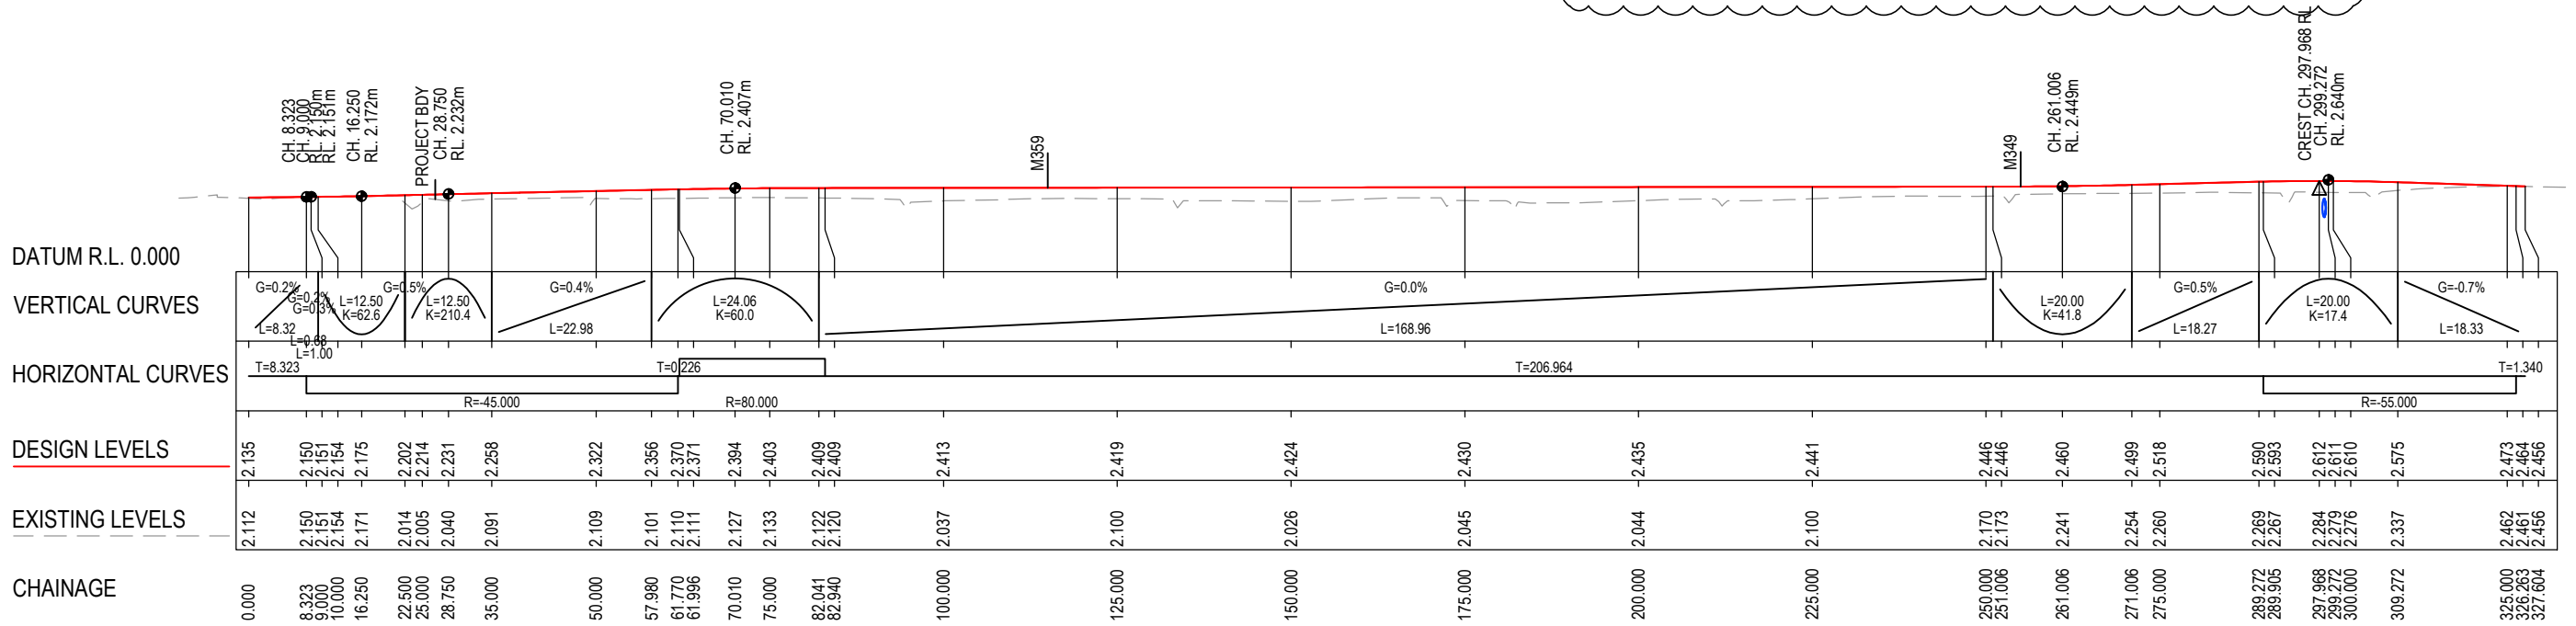 CH. 8.323
CH. 9.000
RL. 2.150m
RL. 2.151m
CH. 16.250
RL. 2.172m
PROJECT BDY
CH. 28.750
RL. 2.232m
CH. 70.010
RL. 2.407m
M359
M349
CH. 261.006
RL. 2.449m
CREST CH. 297.968 RL
CH. 299.272
RL. 2.640m
DATUM R.L. 0.000
VERTICAL CURVES
G=0.2%
L=8.32
G=0.2%
L=0.68
G=0.3%
L=1.00
L=12.50
K=62.6
G=0.5%
L=12.50
K=210.4
G=0.4%
L=22.98
L=24.06
K=60.0
G=0.0%
L=168.96
L=20.00
K=41.8
G=0.5%
L=18.27
L=20.00
K=17.4
G=-0.7%
L=18.33
HORIZONTAL CURVES
T=8.323
R=-45.000
T=0.226
R=80.000
T=206.964
R=-55.000
T=1.340
DESIGN LEVELS
2.135
2.150
2.151
2.154
2.175
2.202
2.214
2.231
2.258
2.322
2.356
2.370
2.371
2.394
2.403
2.409
2.409
2.413
2.419
2.424
2.430
2.435
2.441
2.446
2.446
2.460
2.499
2.518
2.590
2.593
2.612
2.611
2.610
2.575
2.473
2.464
2.456
EXISTING LEVELS
2.112
2.150
2.151
2.154
2.171
2.014
2.005
2.040
2.091
2.109
2.101
2.110
2.111
2.127
2.133
2.122
2.120
2.037
2.100
2.026
2.045
2.044
2.100
2.170
2.173
2.241
2.254
2.260
2.269
2.267
2.284
2.279
2.276
2.337
2.462
2.461
2.456
CHAINAGE
0.000
8.323
9.000
10.000
16.250
22.500
25.000
28.750
35.000
50.000
57.980
61.770
61.996
70.010
75.000
82.041
82.940
100.000
125.000
150.000
175.000
200.000
225.000
250.000
251.006
261.006
271.006
275.000
289.272
289.905
297.968
299.272
300.000
309.272
325.000
326.263
327.604